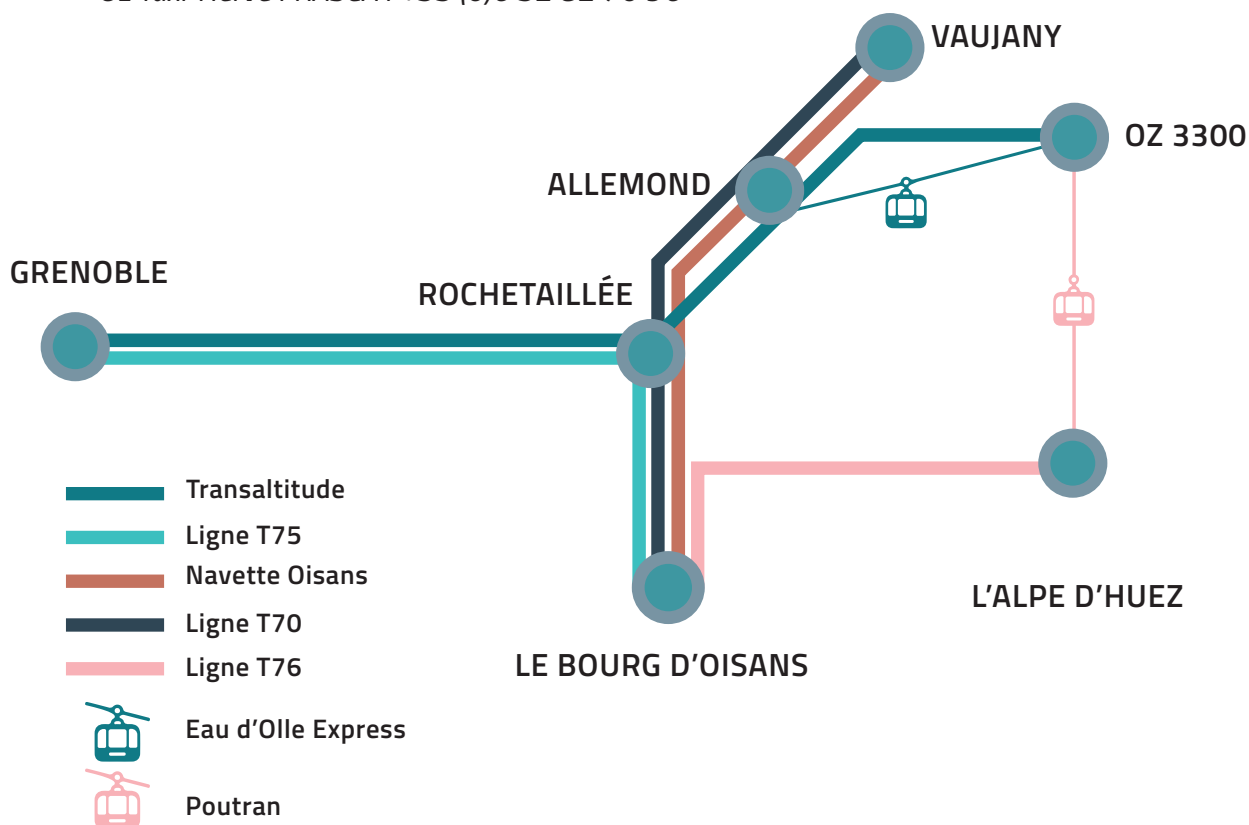 VAUJANY
OZ 3300
ALLEMOND
GRENOBLE
ROCHETAILLÉE
Transaltitude
Ligne T75
Navette Oisans
Ligne T70
Ligne T76
L'ALPE D'HUEZ
LE BOURG D'OISANS
Eau d'Olle Express
Poutran